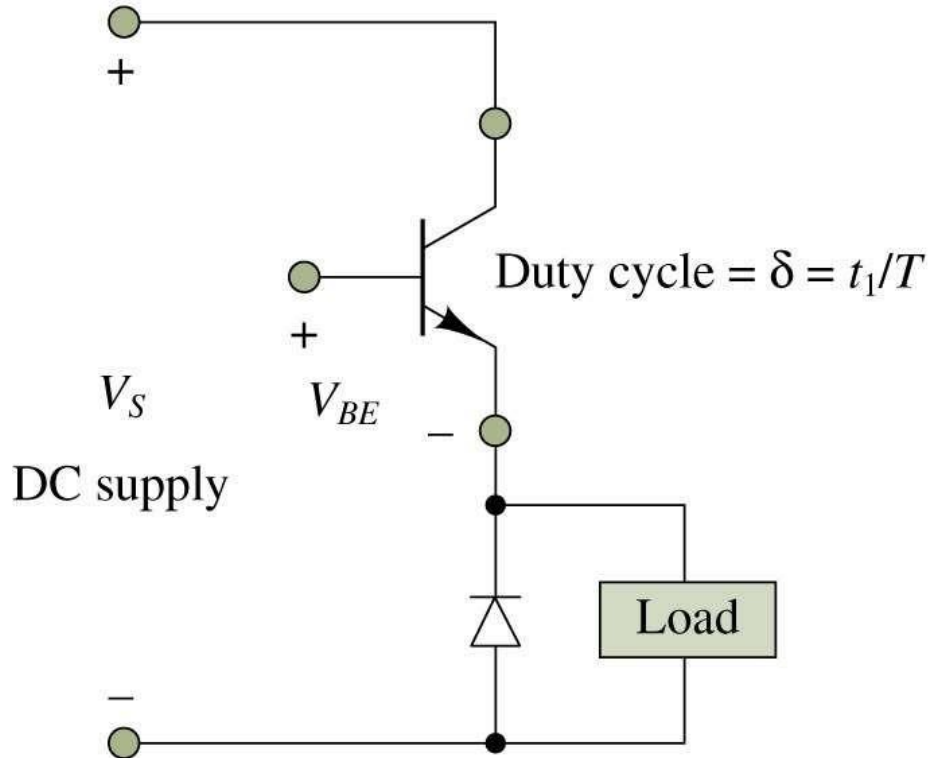 +
Duty cycle = δ = t₁/T
+
V_S
V_BE
−
DC supply
Load
−